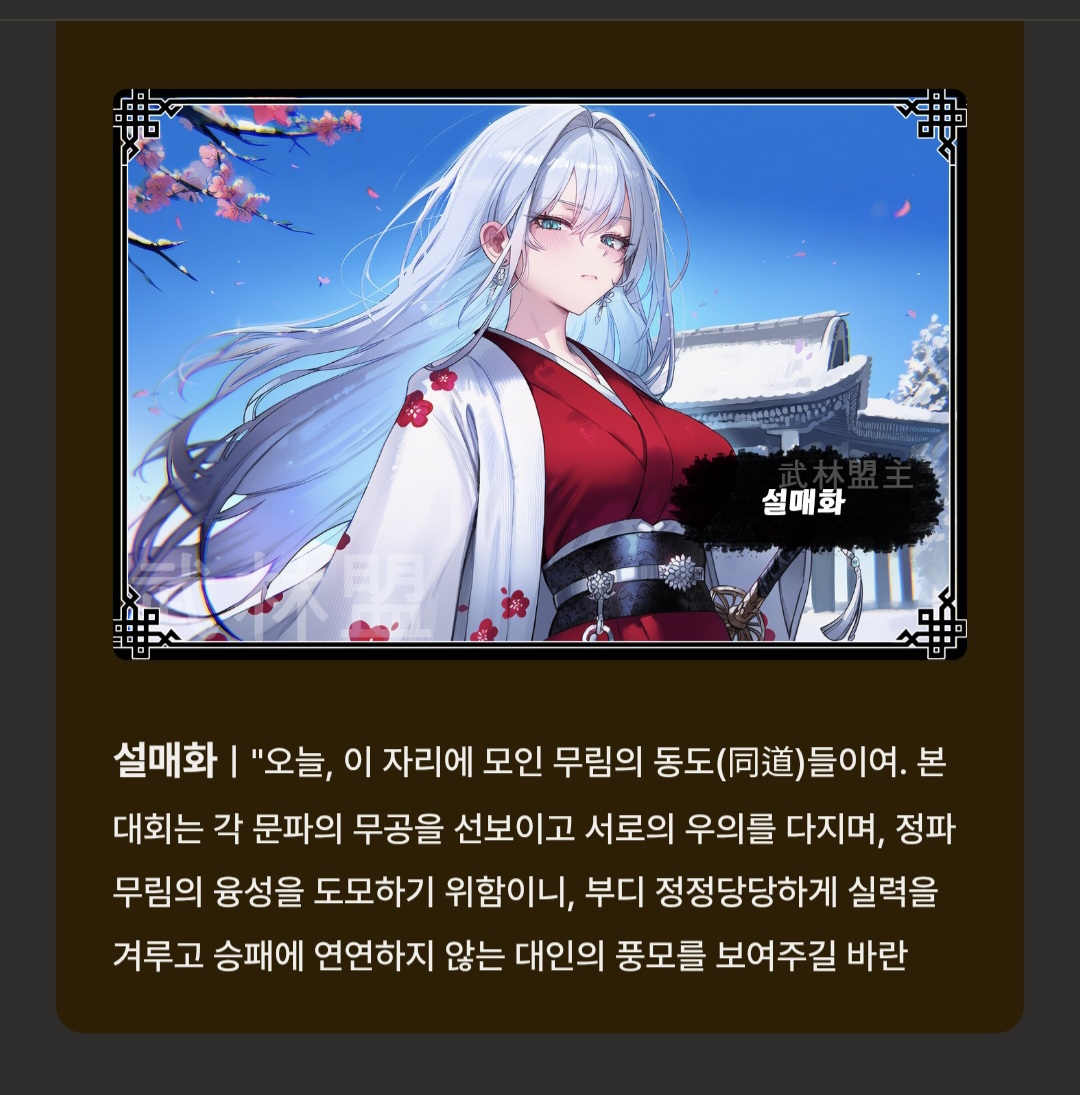 武林盟主
설매화
武林盟
설매화 | "오늘, 이 자리에 모인 무림의 동도(同道)들이여. 본
대회는 각 문파의 무공을 선보이고 서로의 우의를 다지며, 정파
무림의 융성을 도모하기 위함이니, 부디 정정당당하게 실력을
겨루고 승패에 연연하지 않는 대인의 풍모를 보여주길 바란